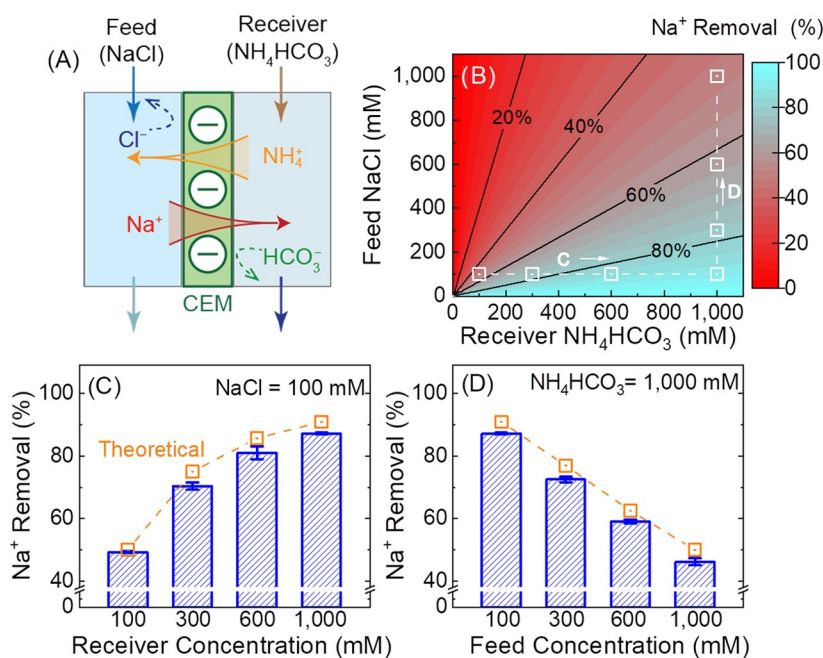 Feed
(NaCl)
Receiver
(NH₄HCO₃)
(A)
Cl⁻
NH₄⁺
Na⁺
HCO₃⁻
CEM
Na⁺ Removal (%)
(B)
1,000
800
600
400
200
0
Feed NaCl (mM)
20%
40%
60%
80%
C
D
0 200 400 600 800 1,000
Receiver NH₄HCO₃ (mM)
100
80
60
40
20
0
(C)
NaCl = 100 mM
Theoretical
Na⁺ Removal (%)
80
60
40
0
100 300 600 1,000
Receiver Concentration (mM)
(D)
NH₄HCO₃= 1,000 mM
Na⁺ Removal (%)
80
60
40
0
100 300 600 1,000
Feed Concentration (mM)